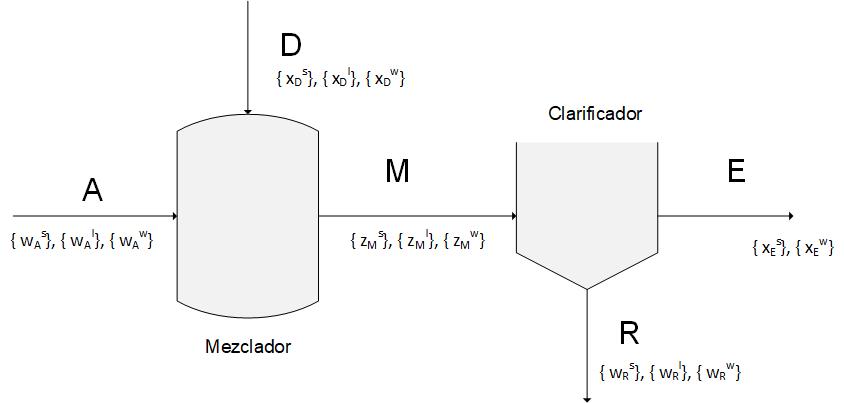 D
{ x_D^s}, { x_D^l}, { x_D^w}
Clarificador
A
M
E
{ w_A^s}, { w_A^l}, { w_A^w}
{ z_M^s}, { z_M^l}, { z_M^w}
{ x_E^s}, { x_E^w}
Mezclador
R
{ w_R^s}, { w_R^l}, { w_R^w}